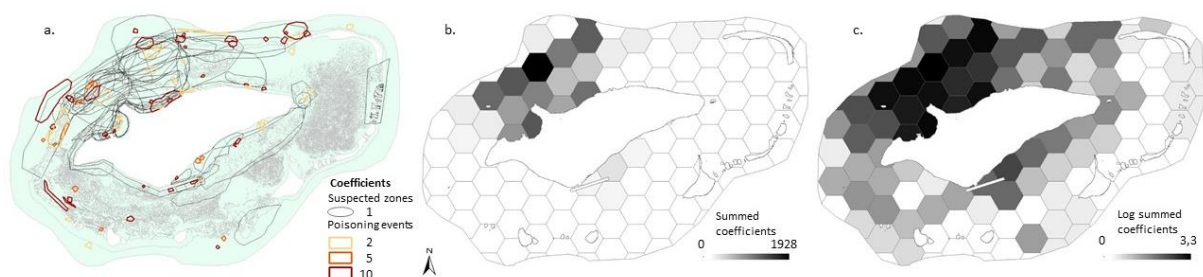 a.
Coefficients
Suspected zones
1
Poisoning events
2
5
10
N
b.
Summed
coefficients
0 1928
c.
Log summed
coefficients
0 3,3